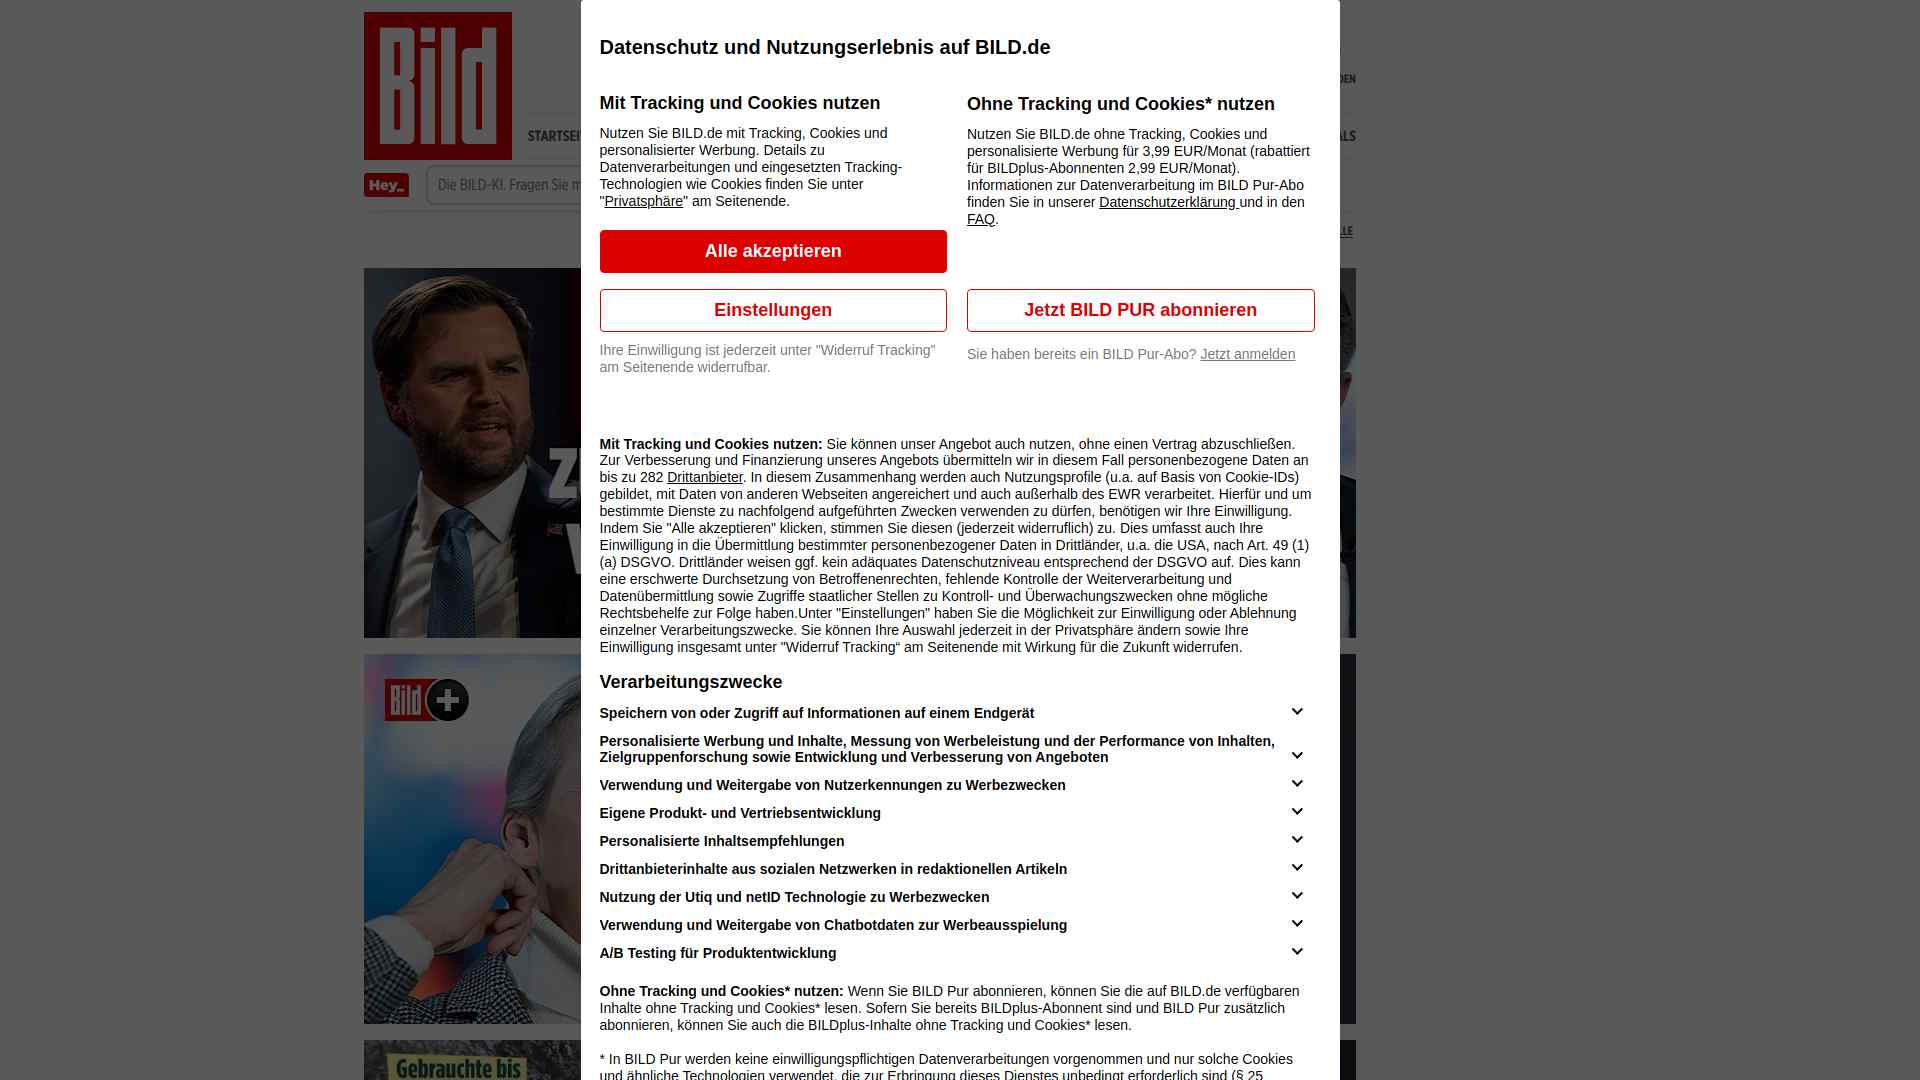 Bild
Datenschutz und Nutzungserlebnis auf BILD.de
Mit Tracking und Cookies nutzen
Nutzen Sie BILD.de mit Tracking, Cookies und
personalisierter Werbung. Details zu
Datenverarbeitungen und eingesetzten Tracking-
Technologien wie Cookies finden Sie unter
"Privatsphäre" am Seitenende.
Alle akzeptieren
Einstellungen
Ihre Einwilligung ist jederzeit unter "Widerruf Tracking"
am Seitenende widerrufbar.
Ohne Tracking und Cookies* nutzen
Nutzen Sie BILD.de ohne Tracking, Cookies und
personalisierte Werbung für 3,99 EUR/Monat (rabattiert
für BILDplus-Abonnenten 2,99 EUR/Monat).
Informationen zur Datenverarbeitung im BILD Pur-Abo
finden Sie in unserer Datenschutzerklärung und in den
FAQ.
Jetzt BILD PUR abonnieren
Sie haben bereits ein BILD Pur-Abo? Jetzt anmelden
Hey_
Die BILD-KI. Fragen Sie
Mit Tracking und Cookies nutzen: Sie können unser Angebot auch nutzen, ohne einen Vertrag abzuschließen.
Zur Verbesserung und Finanzierung unseres Angebots übermitteln wir in diesem Fall personenbezogene Daten an
bis zu 282 Drittanbieter. In diesem Zusammenhang werden auch Nutzungsprofile (u.a. auf Basis von Cookie-IDs)
gebildet, mit Daten von anderen Webseiten angereichert und auch außerhalb des EWR verarbeitet. Hierfür und um
bestimmte Dienste zu nachfolgend aufgeführten Zwecken verwenden zu dürfen, benötigen wir Ihre Einwilligung.
Indem Sie "Alle akzeptieren" klicken, stimmen Sie diesen (jederzeit widerruflich) zu. Dies umfasst auch Ihre
Einwilligung in die Übermittlung bestimmter personenbezogener Daten in Drittländer, u.a. die USA, nach Art. 49 (1)
(a) DSGVO. Drittländer weisen ggf. kein adäquates Datenschutzniveau entsprechend der DSGVO auf. Dies kann
eine erschwerte Durchsetzung von Betroffenenrechten, fehlende Kontrolle der Weiterverarbeitung und
Datenübermittlung sowie Zugriffe staatlicher Stellen zu Kontroll- und Überwachungszwecken ohne mögliche
Rechtsbehelfe zur Folge haben.Unter "Einstellungen" haben Sie die Möglichkeit zur Einwilligung oder Ablehnung
einzelner Verarbeitungszwecke. Sie können Ihre Auswahl jederzeit in der Privatsphäre ändern sowie Ihre
Einwilligung insgesamt unter "Widerruf Tracking“ am Seitenende mit Wirkung für die Zukunft widerrufen.
Verarbeitungszwecke
Speichern von oder Zugriff auf Informationen auf einem Endgerät
Personalisierte Werbung und Inhalte, Messung von Werbeleistung und der Performance von Inhalten,
Zielgruppenforschung sowie Entwicklung und Verbesserung von Angeboten
Verwendung und Weitergabe von Nutzerkennungen zu Werbezwecken
Eigene Produkt- und Vertriebsentwicklung
Personalisierte Inhaltsempfehlungen
Drittanbieterinhalte aus sozialen Netzwerken in redaktionellen Artikeln
Nutzung der Utiq und netID Technologie zu Werbezwecken
Verwendung und Weitergabe von Chatbotdaten zur Werbeausspielung
A/B Testing für Produktentwicklung
Bild +
Ohne Tracking und Cookies* nutzen: Wenn Sie BILD Pur abonnieren, können Sie die auf BILD.de verfügbaren
Inhalte ohne Tracking und Cookies* lesen. Sofern Sie bereits BILDplus-Abonnent sind und BILD Pur zusätzlich
abonnieren, können Sie auch die BILDplus-Inhalte ohne Tracking und Cookies* lesen.
* In BILD Pur werden keine einwilligungspflichtigen Datenverarbeitungen vorgenommen und nur solche Cookies
und ähnliche Technologien verwendet, die zur Erbringung dieses Dienstes unbedingt erforderlich sind (§ 25
Gebrauchte bis